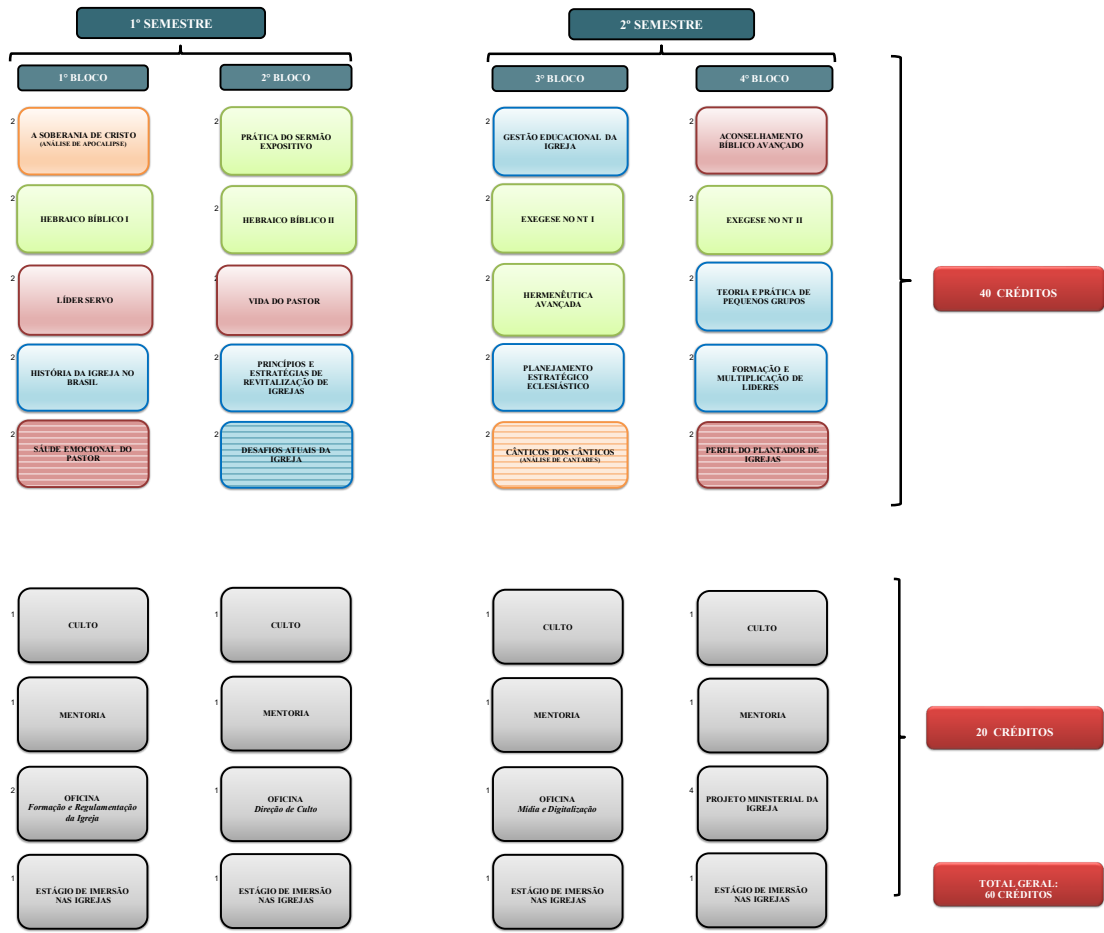 1º SEMESTRE
2º SEMESTRE
1° BLOCO
2° BLOCO
3° BLOCO
4° BLOCO
2
A SOBERANIA DE CRISTO
(ANÁLISE DE APOCALIPSE)
2
PRÁTICA DO SERMÃO
EXPOSITIVO
2
GESTÃO EDUCACIONAL DA
IGREJA
2
ACONSELHAMENTO
BÍBLICO AVANÇADO
2
HEBRAICO BÍBLICO I
2
HEBRAICO BÍBLICO II
2
EXEGESE NO NT I
2
EXEGESE NO NT II
2
LÍDER SERVO
2
VIDA DO PASTOR
2
HERMENÊUTICA
AVANÇADA
2
TEORIA E PRÁTICA DE
PEQUENOS GRUPOS
40 CRÉDITOS
2
HISTÓRIA DA IGREJA NO
BRASIL
2
PRINCÍPIOS E
ESTRATÉGIAS DE
REVITALIZAÇÃO DE
IGREJAS
2
PLANEJAMENTO
ESTRATÉGICO
ECLESIÁSTICO
2
FORMAÇÃO E
MULTIPLICAÇÃO DE
LIDERES
2
SÁUDE EMOCIONAL DO
PASTOR
2
DESAFIOS ATUAIS DA
IGREJA
2
CÂNTICOS DOS CÂNTICOS
(ANÁLISE DE CANTARES)
2
PERFIL DO PLANTADOR DE
IGREJAS
1
CULTO
1
CULTO
1
CULTO
1
CULTO
1
MENTORIA
1
MENTORIA
1
MENTORIA
1
MENTORIA
20 CRÉDITOS
2
OFICINA
Formação e Regulamentação
da Igreja
1
OFICINA
Direção de Culto
1
OFICINA
Mídia e Digitalização
4
PROJETO MINISTERIAL DA
IGREJA
1
ESTÁGIO DE IMERSÃO
NAS IGREJAS
1
ESTÁGIO DE IMERSÃO
NAS IGREJAS
1
ESTÁGIO DE IMERSÃO
NAS IGREJAS
1
ESTÁGIO DE IMERSÃO
NAS IGREJAS
TOTAL GERAL:
60 CRÉDITOS